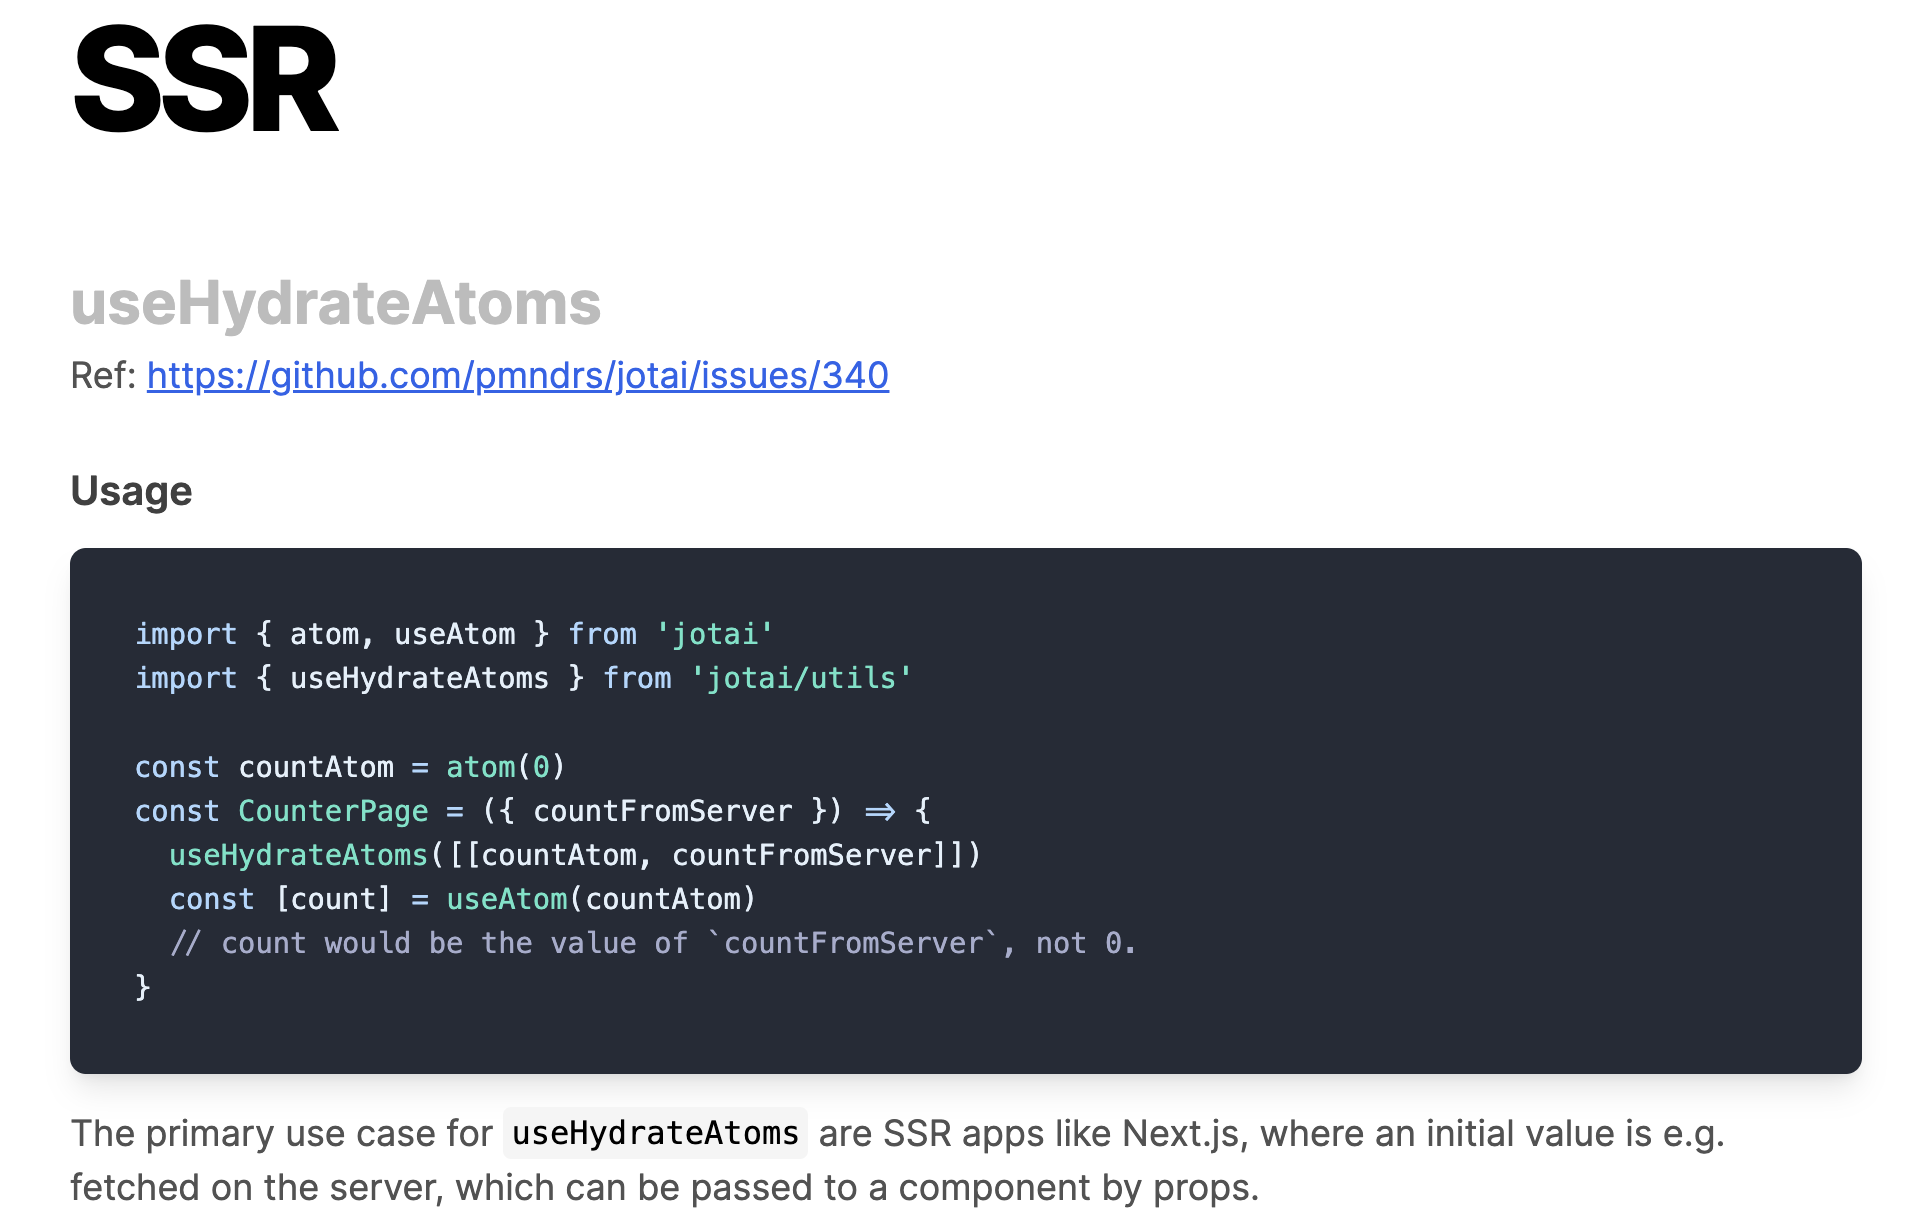 SSR
useHydrateAtoms
Ref: https://github.com/pmndrs/jotai/issues/340
Usage
import { atom, useAtom } from 'jotai'
import { useHydrateAtoms } from 'jotai/utils'
const countAtom = atom(0)
const CounterPage = ({ countFromServer }) => {
  useHydrateAtoms([[countAtom, countFromServer]])
  const [count] = useAtom(countAtom)
  // count would be the value of `countFromServer`, not 0.
}
The primary use case for useHydrateAtoms are SSR apps like Next.js, where an initial value is e.g.
fetched on the server, which can be passed to a component by props.